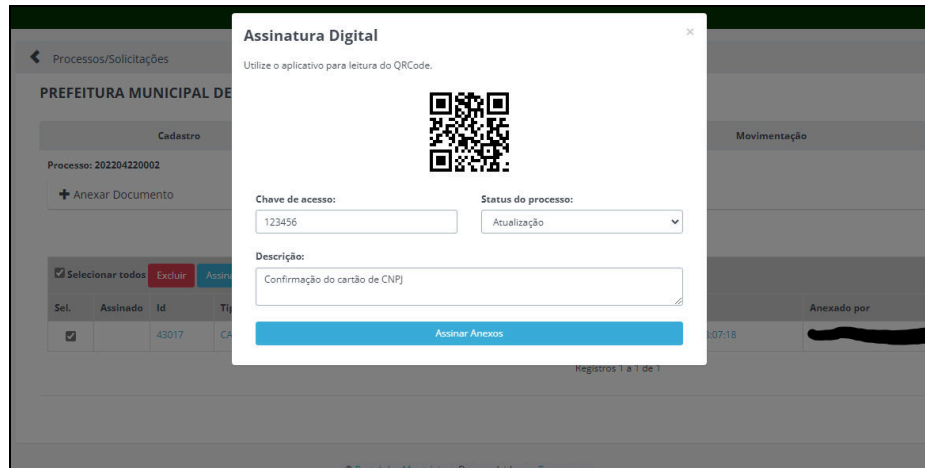 Assinatura Digital
×
Processos/Solicitações
Utilize o aplicativo para leitura do QRCode.
PREFEITURA MUNICIPAL DE
Cadastro
Movimentação
Processo: 202204220002
Anexar Documento
Chave de acesso:
Status do processo:
123456
Atualização
Descrição:
Confirmação do cartão de CNPJ
Selecionar todos
Excluir
Assinar Anexos
Sel.
Assinado
Id
Anexado por
43017
:07:18
Registros 1 a 1 de 1